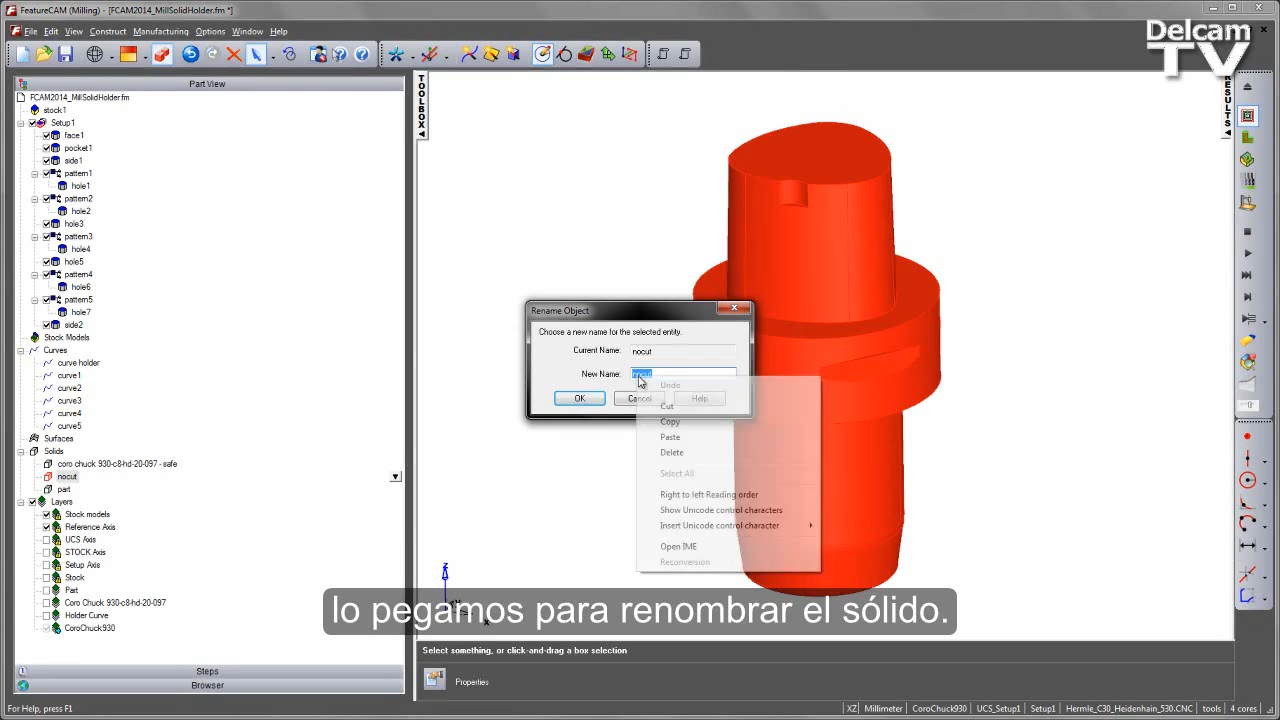 FeatureCAM (Milling) - [FCAM2014_MillSolidHolder.fm *]
File Edit View Construct Manufacturing Options Window Help
Delcam
TV
Part View
FCAM2014_MillSolidHolder.fm
stock1
Setup1
face1
pocket1
side1
pattern1
hole1
pattern2
hole2
hole3
pattern3
hole4
hole5
pattern4
hole6
pattern5
hole7
side2
Stock Models
Curves
curve holder
curve1
curve2
curve3
curve4
curve5
Surfaces
Solids
coro chuck 930-c8-hd-20-097 - safe
nocut
part
Layers
Stock models
Reference Axis
UCS Axis
STOCK Axis
Setup Axis
Stock
Part
Coro Chuck 930-c8-HD-20-097
Holder Curve
CoroChuck930
Steps
Browser
TOOLBOX
RESULTS
Rename Object
Choose a new name for the selected entity.
Current Name: nocut
New Name: nocut
OK Cancel Help
Undo
Cut
Copy
Paste
Delete
Select All
Right to left Reading order
Show Unicode control characters
Insert Unicode control character
Open IME
Reconversion
Z
lo pegamos para renombrar el sólido.
Select something, or click-and-drag a box selection
Properties
For Help, press F1
XZ Millimeter CoroChuck930 UCS_Setup1 Setup1 Hermle_C30_Heidenhain_530.CNC tools 4 cores